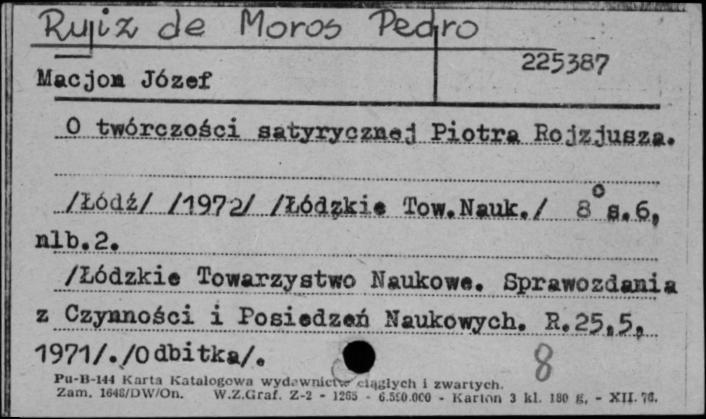 Ruiz de Moros Pedro
225387
Macjon Józef
O twórczości satyrycznej Piotra Rojzjusza.
/Łódź/ /1972/ /Łódzkie Tow.Nauk./ 8° s.6,
nlb.2.
/Łódzkie Towarzystwo Naukowe. Sprawozdania
z Czynności i Posiedzeń Naukowych. R.25,5,
1971/./Odbitka/.
8
Pu-B-144 Karta Katalogowa wydawnictw ciągłych i zwartych.
Zam. 1648/DW/On. W.Z.Graf. Z-2 - 1265 - 6.550.000 - Karton 3 kl. 180 g. - XII. 76.